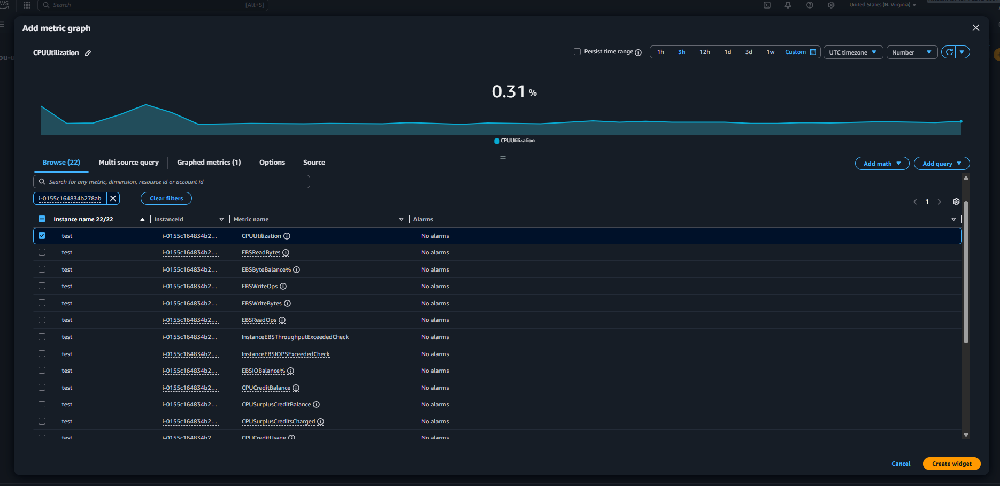 Search [Alt+S] United States (N. Virginia)
Add metric graph
CPUUtilization Persist time range 1h 3h 12h 1d 3d 1w Custom UTC timezone Number
0.31 %
CPUUtilization
Browse (22) Multi source query Graphed metrics (1) Options Source Add math Add query
Search for any metric, dimension, resource id or account id
i-0155c164834b278ab Clear filters 1
Instance name 22/22 InstanceId Metric name Alarms
test i-0155c164834b2... CPUUtilization No alarms
test i-0155c164834b2... EBSReadBytes No alarms
test i-0155c164834b2... EBSByteBalance% No alarms
test i-0155c164834b2... EBSWriteOps No alarms
test i-0155c164834b2... EBSWriteBytes No alarms
test i-0155c164834b2... EBSReadOps No alarms
test i-0155c164834b2... InstanceEBSThroughputExceededCheck No alarms
test i-0155c164834b2... InstanceEBSIOPSExceededCheck No alarms
test i-0155c164834b2... EBSIOBalance% No alarms
test i-0155c164834b2... CPUCreditBalance No alarms
test i-0155c164834b2... CPUSurplusCreditBalance No alarms
test i-0155c164834b2... CPUSurplusCreditsCharged No alarms
test i-0155c164834b2 CPUCreditUsage No alarms
Cancel Create widget